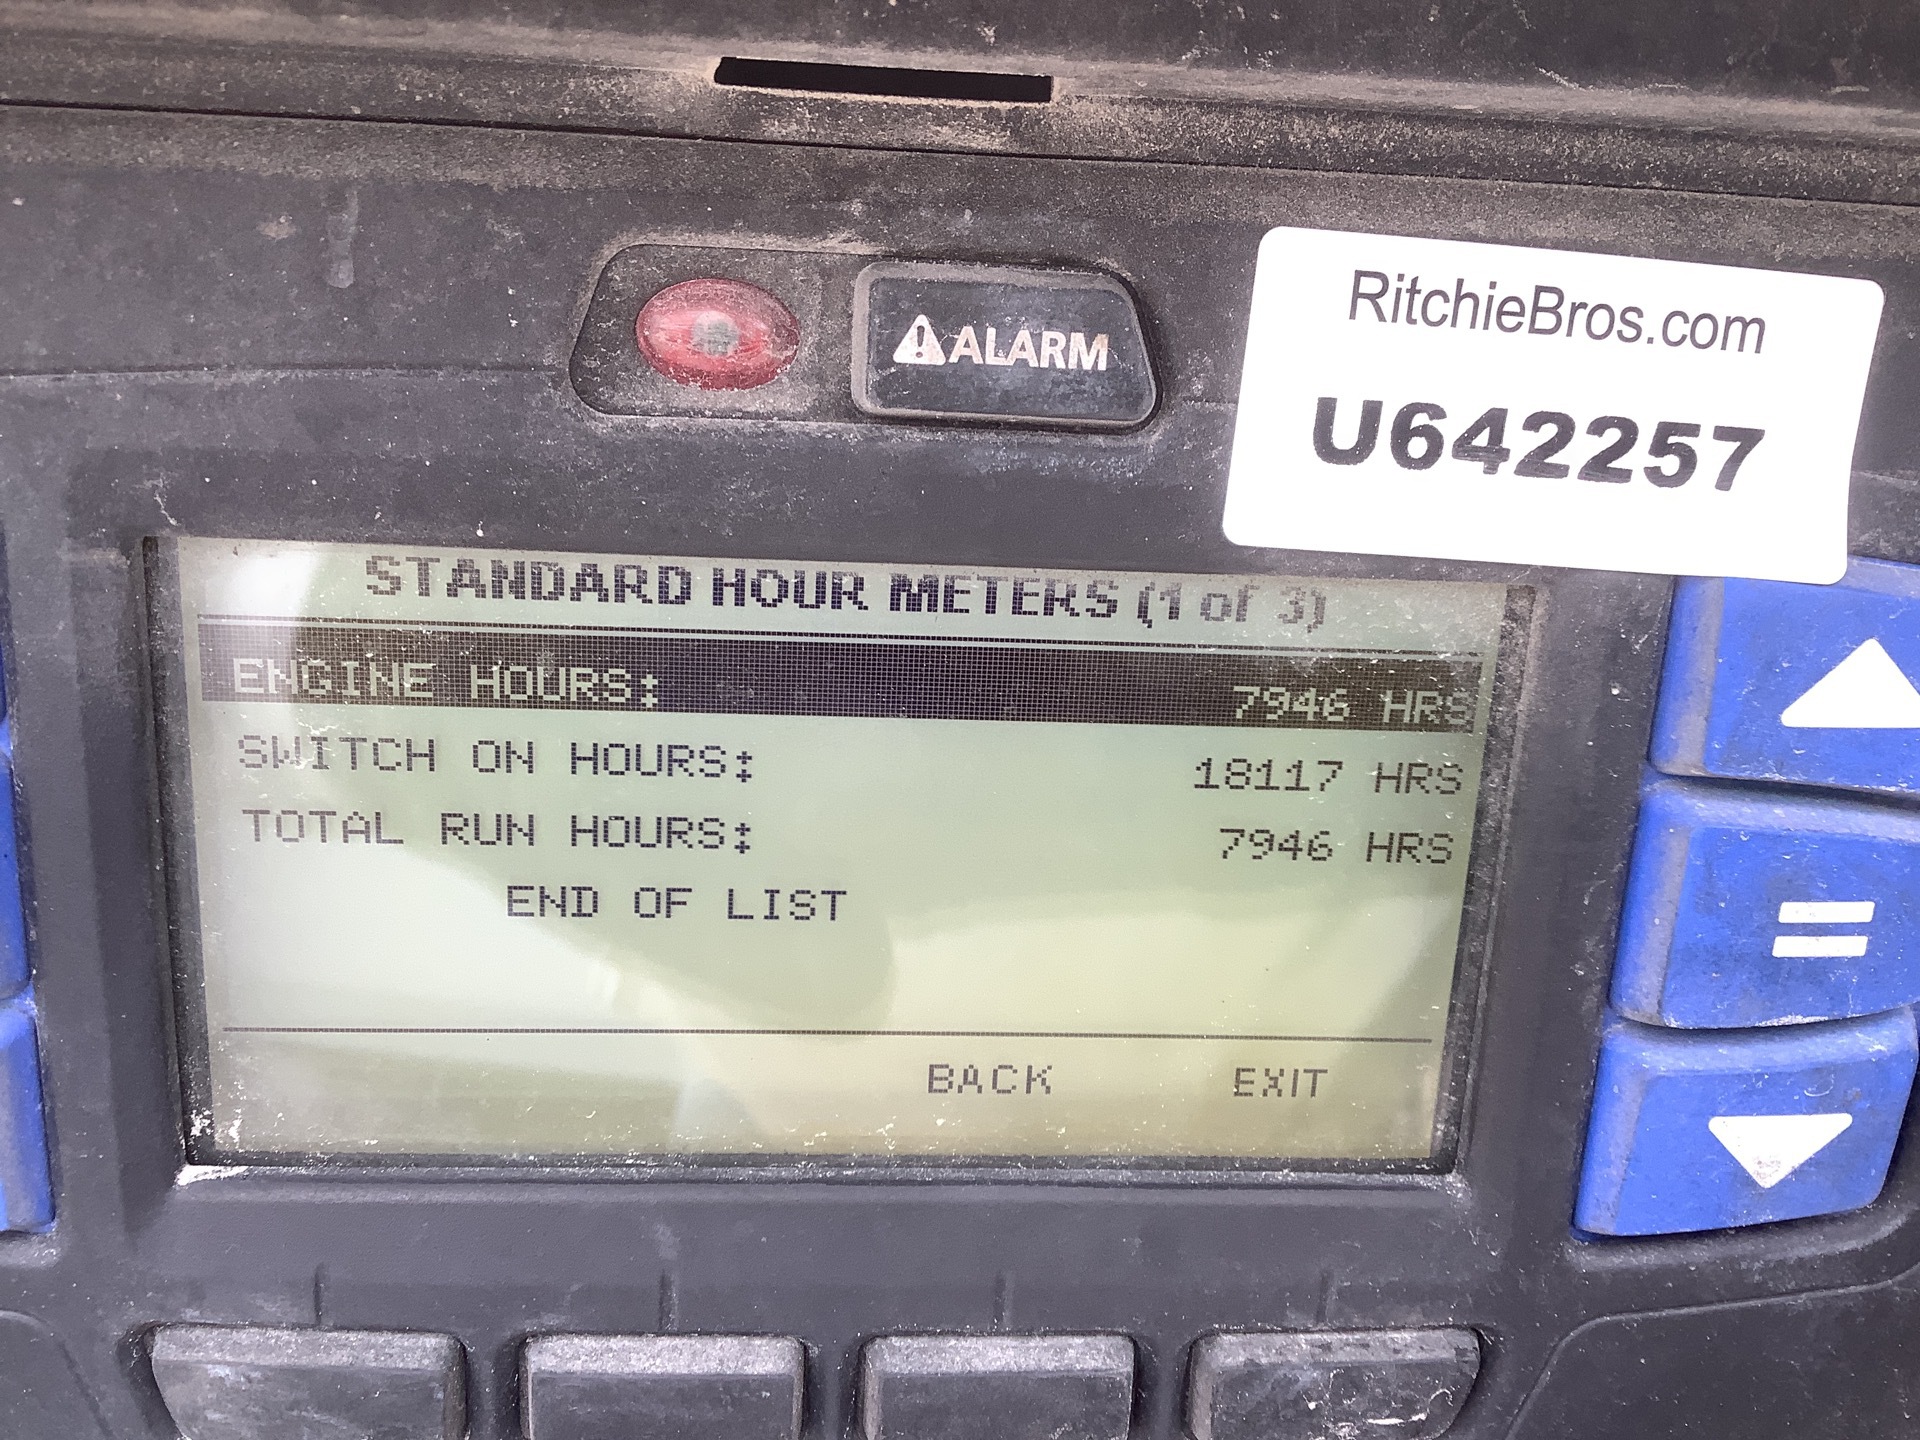 RitchieBros.com
U642257
ALARM
STANDARD HOUR METERS (1 of 3)
ENGINE HOURS: 7946 HRS
SWITCH ON HOURS: 18117 HRS
TOTAL RUN HOURS: 7946 HRS
END OF LIST
BACK EXIT